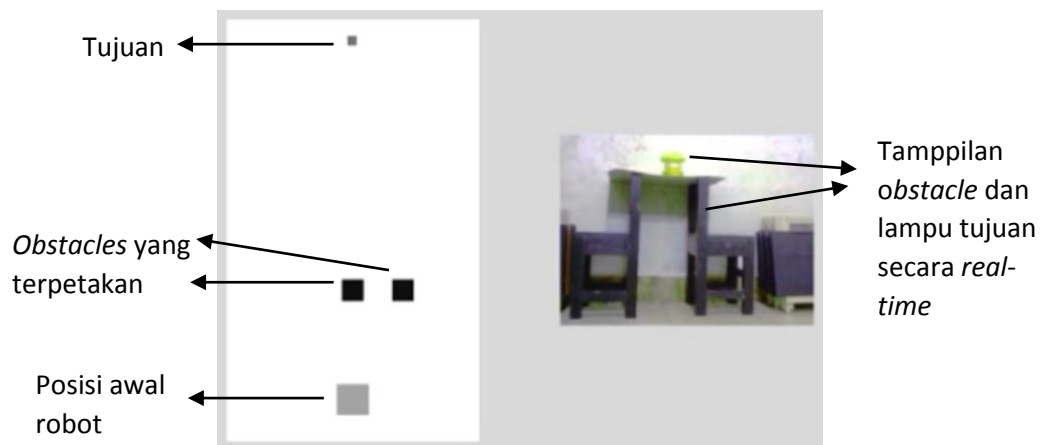 Tujuan
Obstacles yang
terpetakan
Posisi awal
robot
Tamppilan
obstacle dan
lampu tujuan
secara real-
time